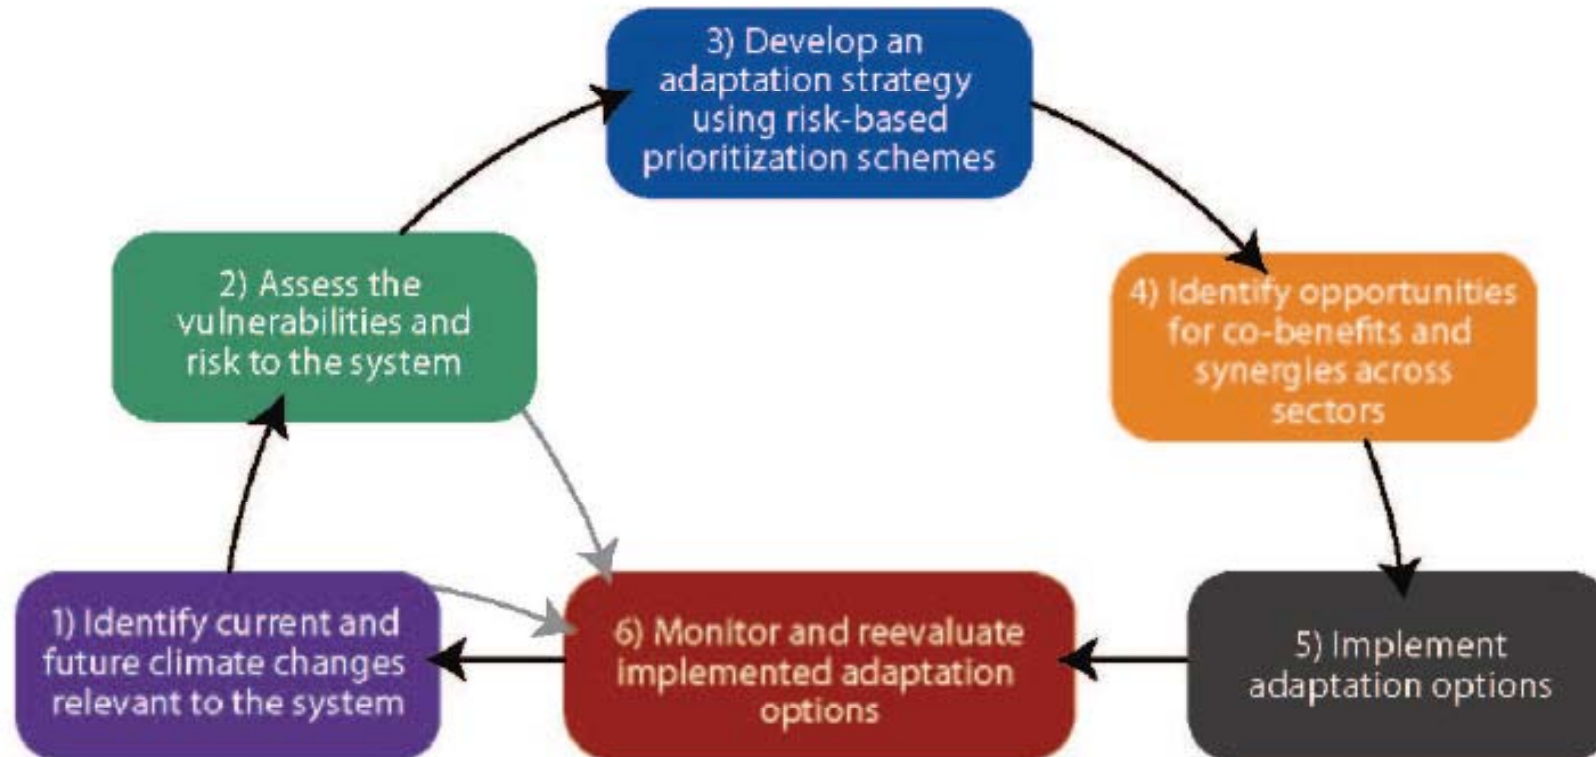 1) Identify current and
future climate changes
relevant to the system
2) Assess the
vulnerabilities and
risk to the system
3) Develop an
adaptation strategy
using risk-based
prioritization schemes
4) Identify opportunities
for co-benefits and
synergies across
sectors
5) Implement
adaptation options
6) Monitor and reevaluate
implemented adaptation
options